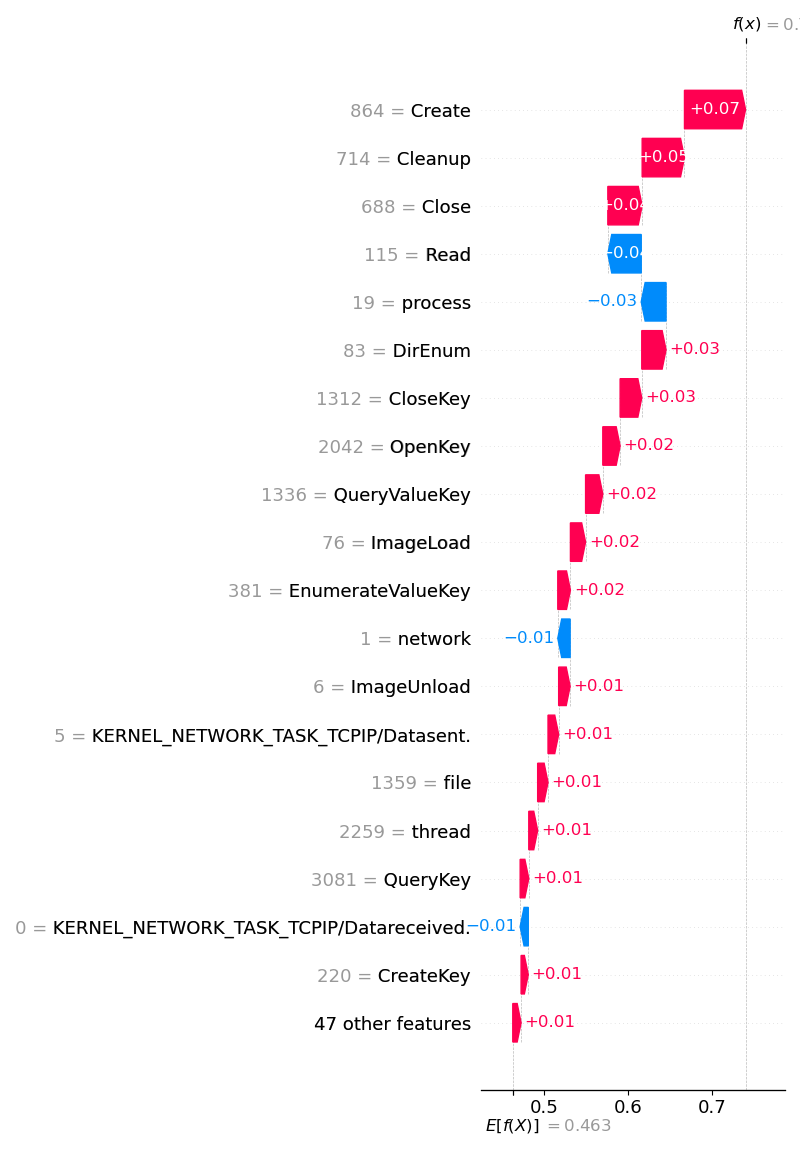 f(x) = 0.
864 = Create +0.07
714 = Cleanup +0.05
688 = Close +0.04
115 = Read −0.04
19 = process −0.03
83 = DirEnum +0.03
1312 = CloseKey +0.03
2042 = OpenKey +0.02
1336 = QueryValueKey +0.02
76 = ImageLoad +0.02
381 = EnumerateValueKey +0.02
1 = network −0.01
6 = ImageUnload +0.01
5 = KERNEL_NETWORK_TASK_TCPIP/Datasent. +0.01
1359 = file +0.01
2259 = thread +0.01
3081 = QueryKey +0.01
0 = KERNEL_NETWORK_TASK_TCPIP/Datareceived. −0.01
220 = CreateKey +0.01
47 other features +0.01
0.5 0.6 0.7
E[f(X)] = 0.463